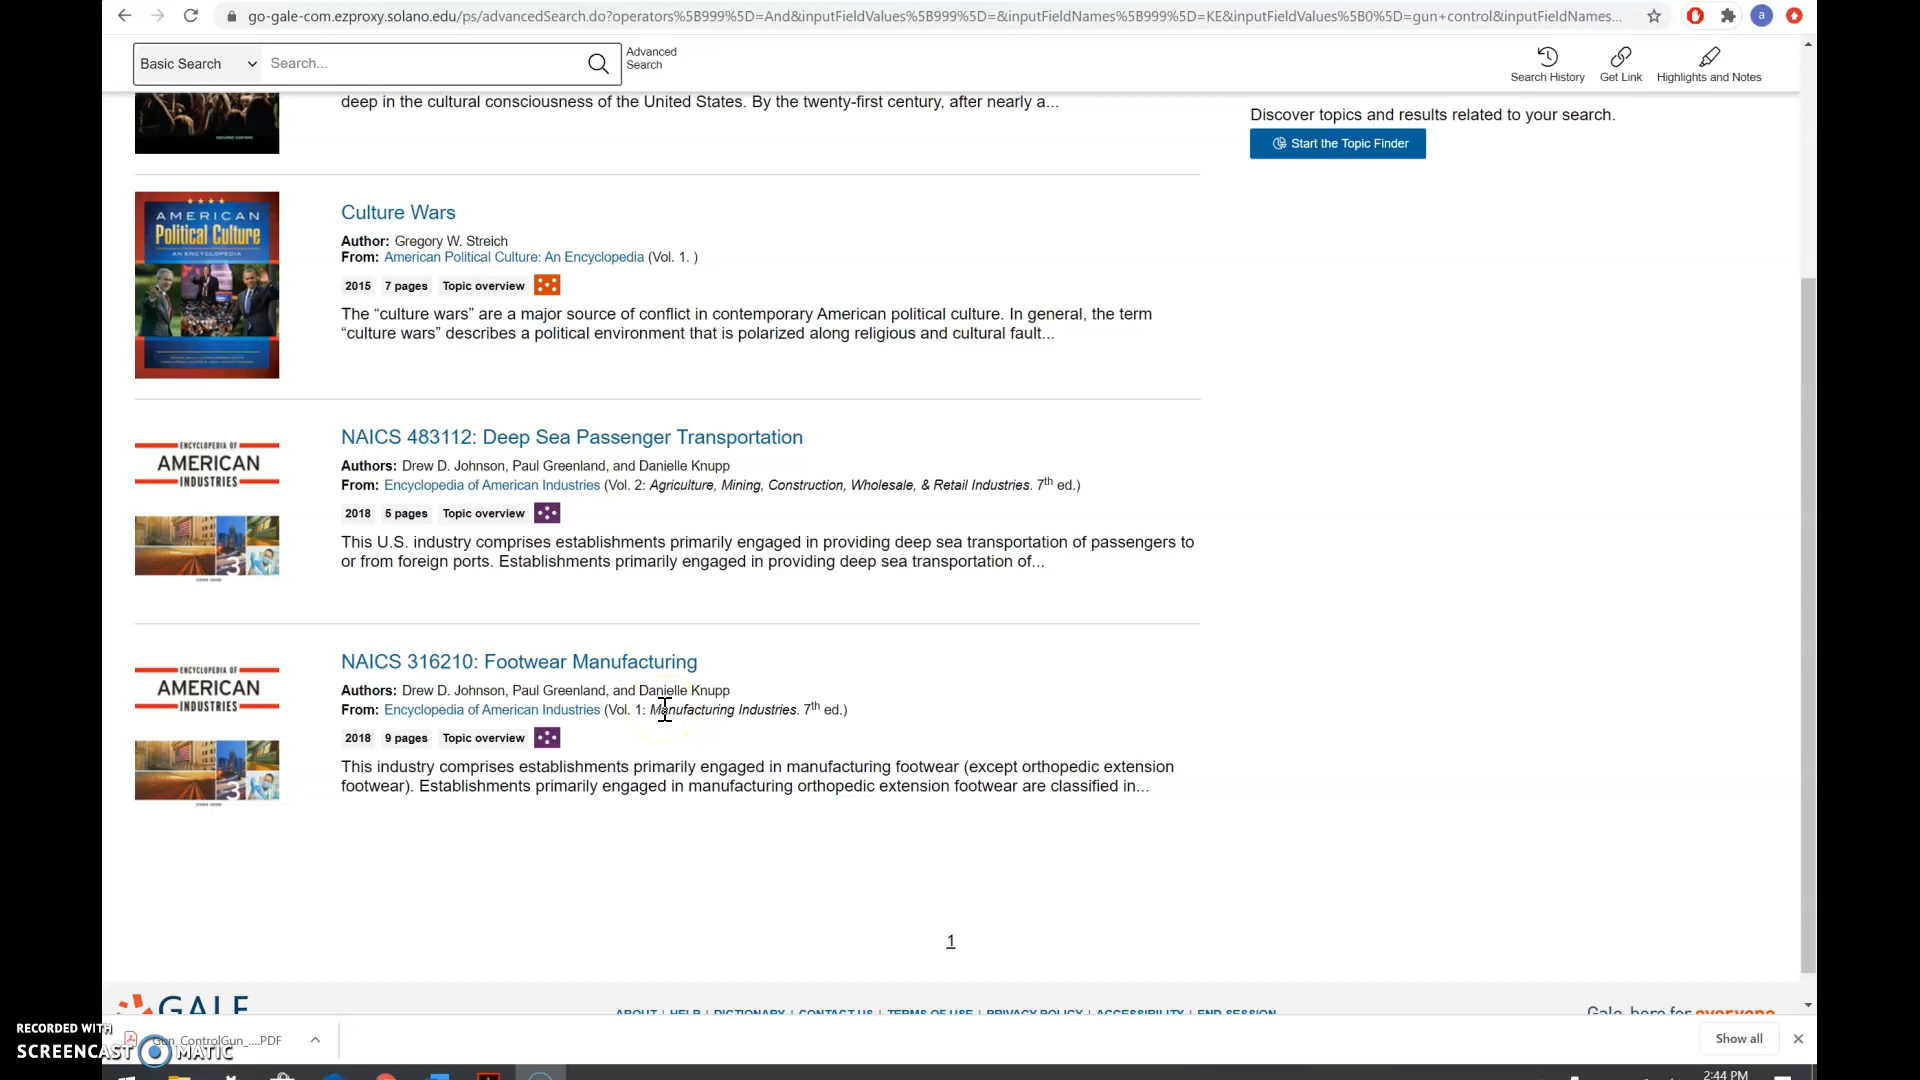 go-gale-com.ezproxy.solano.edu/ps/advancedSearch.do?operators%5B999%5D=And&inputFieldValues%5B999%5D=&inputFieldNames%5B999%5D=KE&inputFieldValues%5B0%5D=gun+control&inputFieldNames...
a
Basic Search
Search...
Advanced
Search
Search History
Get Link
Highlights and Notes
deep in the cultural consciousness of the United States. By the twenty-first century, after nearly a...
Discover topics and results related to your search.
Start the Topic Finder
AMERICAN
Political Culture
AN ENCYCLOPEDIA
Culture Wars
Author: Gregory W. Streich
From: American Political Culture: An Encyclopedia (Vol. 1. )
2015 7 pages Topic overview
The “culture wars” are a major source of conflict in contemporary American political culture. In general, the term
“culture wars” describes a political environment that is polarized along religious and cultural fault...
ENCYCLOPEDIA OF
AMERICAN
INDUSTRIES
NAICS 483112: Deep Sea Passenger Transportation
Authors: Drew D. Johnson, Paul Greenland, and Danielle Knupp
From: Encyclopedia of American Industries (Vol. 2: Agriculture, Mining, Construction, Wholesale, & Retail Industries. 7th ed.)
2018 5 pages Topic overview
This U.S. industry comprises establishments primarily engaged in providing deep sea transportation of passengers to
or from foreign ports. Establishments primarily engaged in providing deep sea transportation of...
ENCYCLOPEDIA OF
AMERICAN
INDUSTRIES
NAICS 316210: Footwear Manufacturing
Authors: Drew D. Johnson, Paul Greenland, and Danielle Knupp
From: Encyclopedia of American Industries (Vol. 1: Manufacturing Industries. 7th ed.)
2018 9 pages Topic overview
This industry comprises establishments primarily engaged in manufacturing footwear (except orthopedic extension
footwear). Establishments primarily engaged in manufacturing orthopedic extension footwear are classified in...
1
GALE
ABOUT | HELP | DICTIONARY | CONTACT US | TERMS OF USE | PRIVACY POLICY | ACCESSIBILITY | END SESSION
Gale, here for everyone.
RECORDED WITH
SCREENCAST MATIC
Gun_ControlGun_....PDF
Show all
2:44 PM